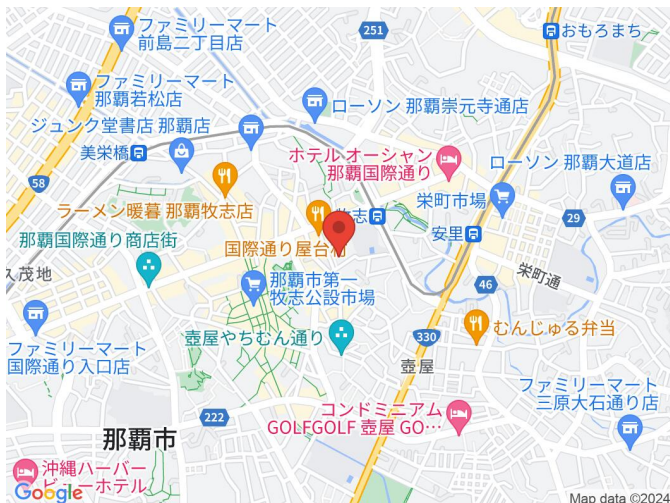 251
おもろまち
ファミリーマート
前島二丁目店
ファミリーマート
那覇若松店
ローソン 那覇崇元寺通店
ジュンク堂書店 那覇店
美栄橋
ホテル オーシャン
那覇国際通り
ローソン 那覇大道店
58
栄町市場
ラーメン暖暮 那覇牧志店
牧志
29
那覇国際通り商店街
国際通り屋台村
安里
久茂地
栄町通
那覇市第一
牧志公設市場
46
ファミリーマート
国際通り入口店
壺屋やちむん通り
330
むんじゅる弁当
壺屋
ファミリーマート
三原大石通り店
222
コンドミニアム
GOLFGOLF 壺屋 GO…
那覇市
沖縄ハーバー
ビューホテル
Google
Map data ©2024